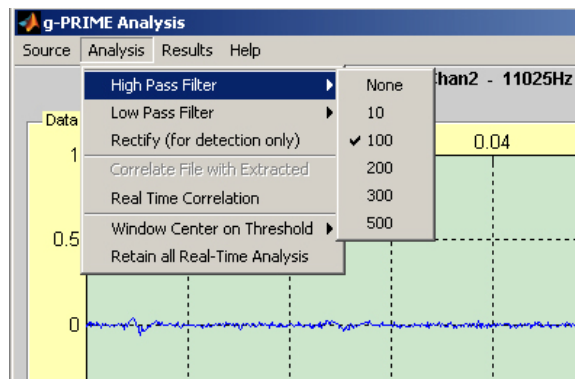 g-PRIME Analysis
Source Analysis Results Help
High Pass Filter
Low Pass Filter
Rectify (for detection only)
Correlate File with Extracted
Real Time Correlation
Window Center on Threshold
Retain all Real-Time Analysis
None
10
100
200
300
500
Chan2 - 11025Hz
Data
0.04
1
0.5
0